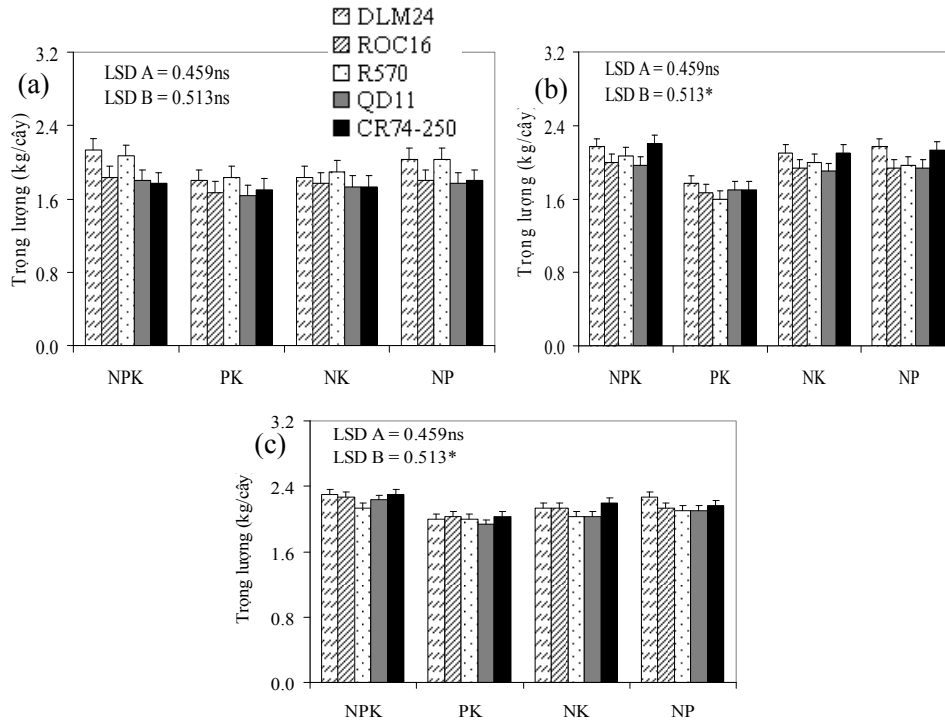 DLM24
ROC16
R570
QD11
CR74-250
(a)
LSD A = 0.459ns
LSD B = 0.513ns
Trọng lượng (kg/cây)
3.2
2.4
1.6
0.8
0.0
NPK PK NK NP
(b)
LSD A = 0.459ns
LSD B = 0.513*
Trọng lượng (kg/cây)
3.2
2.4
1.6
0.8
0.0
NPK PK NK NP
(c)
LSD A = 0.459ns
LSD B = 0.513*
Trọng lượng (kg/cây)
3.2
2.4
1.6
0.8
0.0
NPK PK NK NP